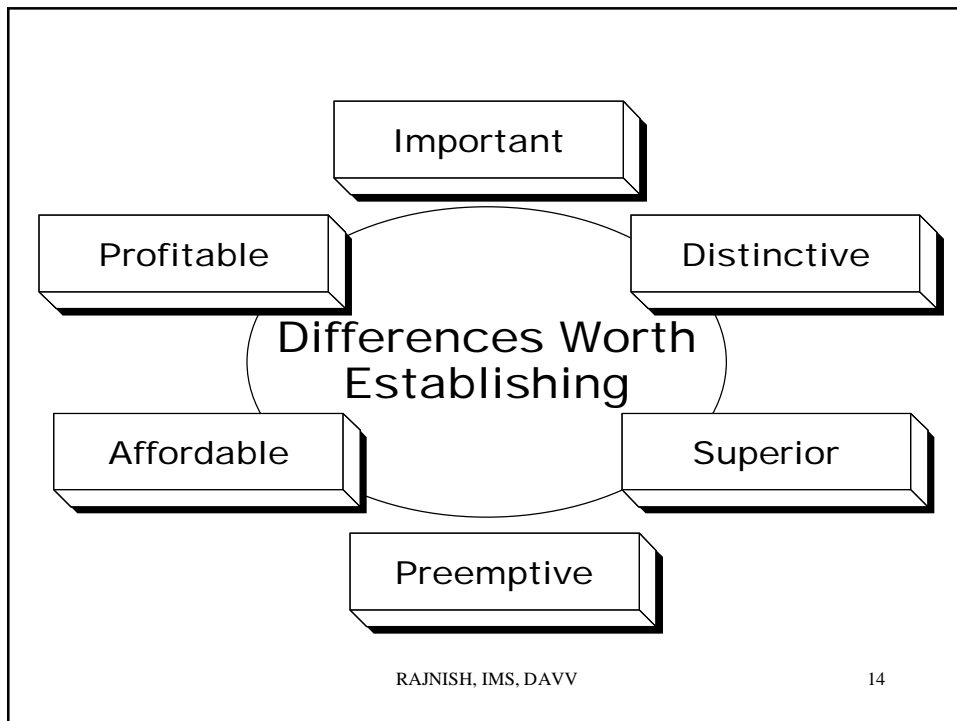 Important
Profitable
Distinctive
Differences Worth
Establishing
Affordable
Superior
Preemptive
RAJNISH, IMS, DAVV
14